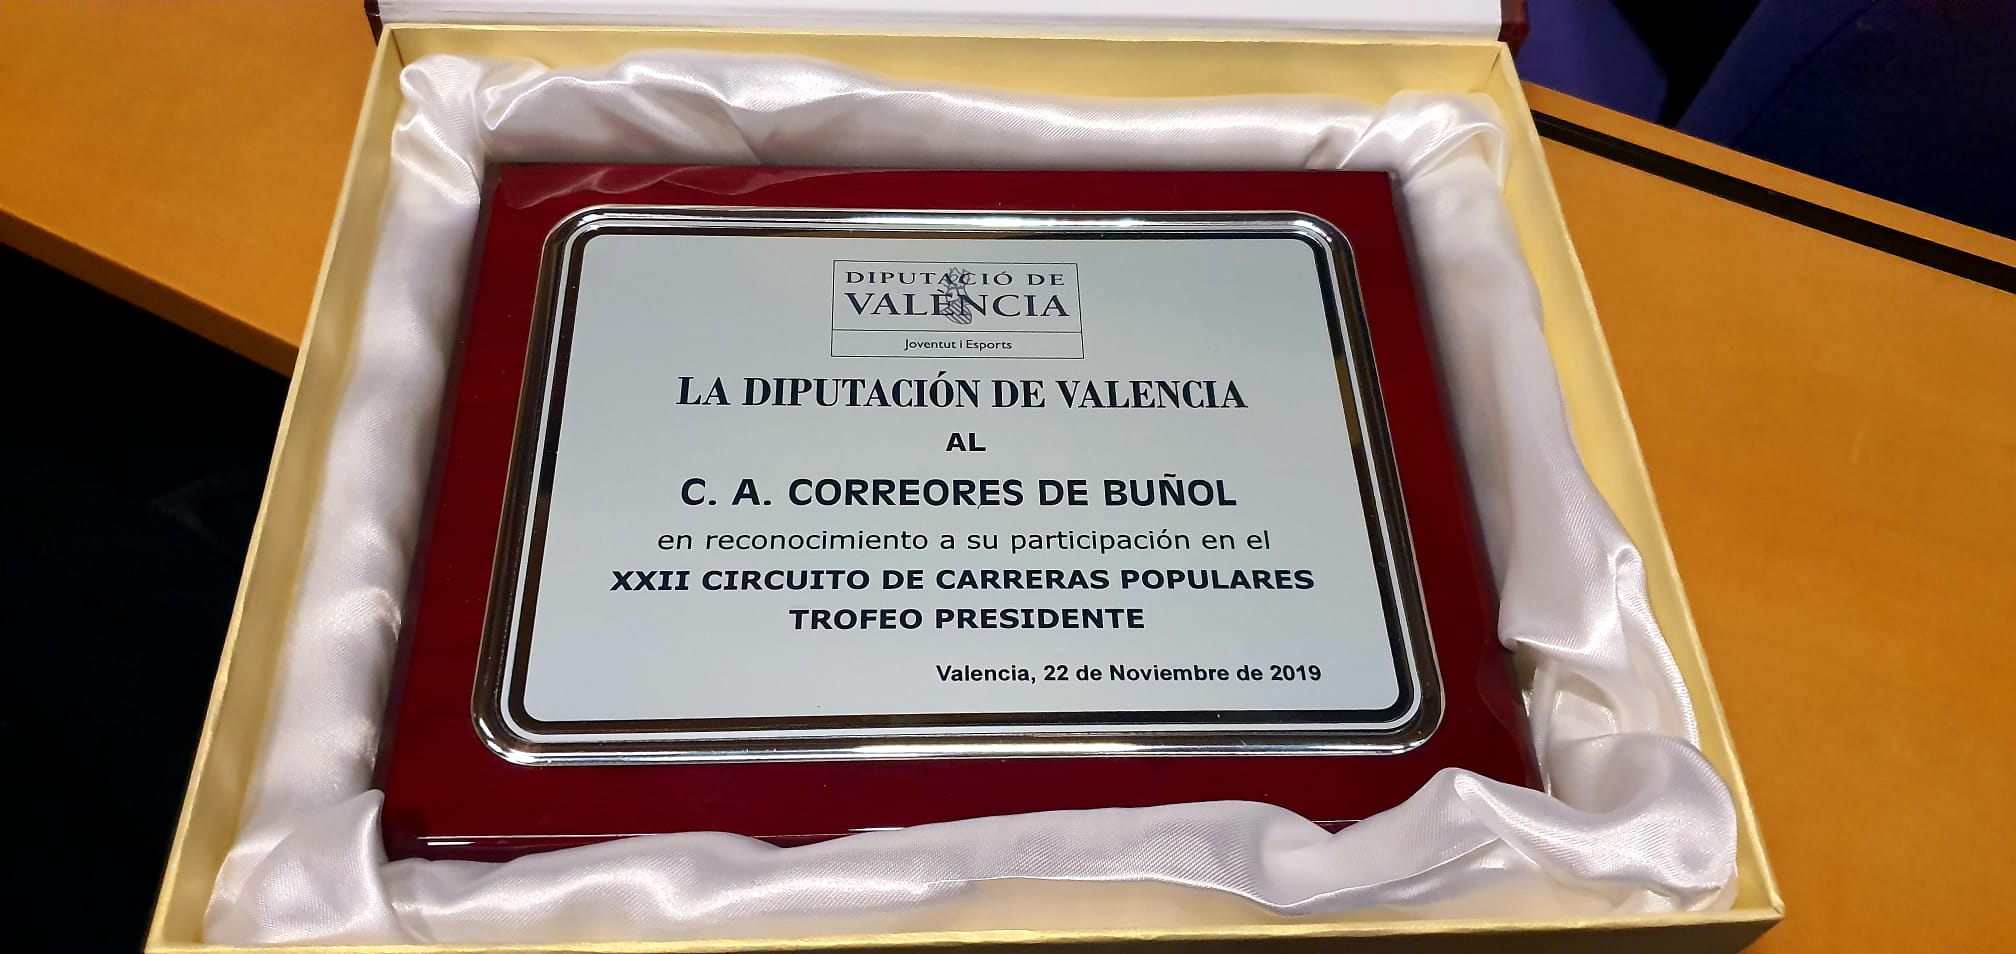 DIPUTACIÓ DE
VALÈNCIA
Joventut i Esports
LA DIPUTACIÓN DE VALENCIA
AL
C. A. CORREORES DE BUÑOL
en reconocimiento a su participación en el
XXII CIRCUITO DE CARRERAS POPULARES
TROFEO PRESIDENTE
Valencia, 22 de Noviembre de 2019